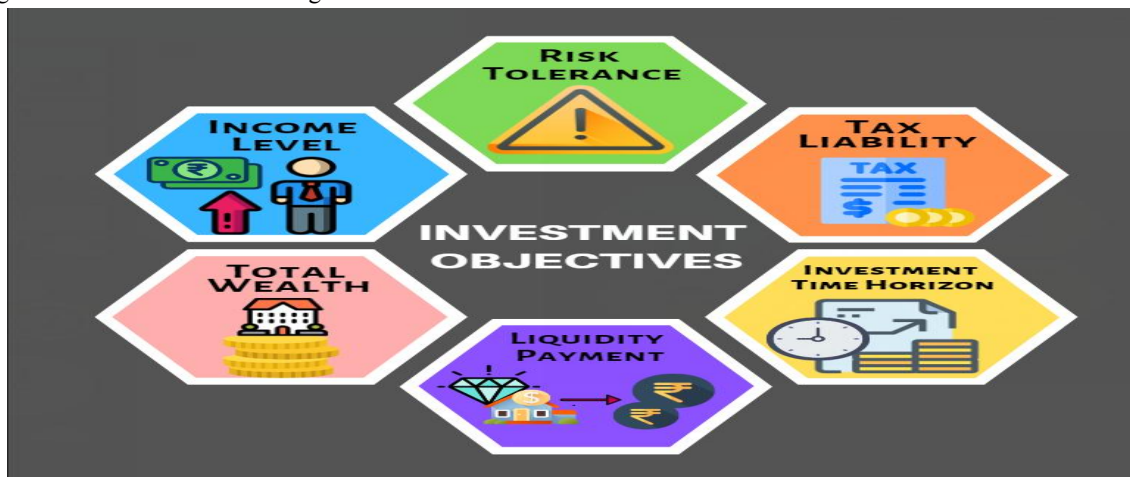 RISK
TOLERANCE
INCOME
LEVEL
₹
TAX
LIABILITY
TAX
$
INVESTMENT
OBJECTIVES
TOTAL
WEALTH
INVESTMENT
TIME HORIZON
LIQUIDITY
PAYMENT
$
₹
₹